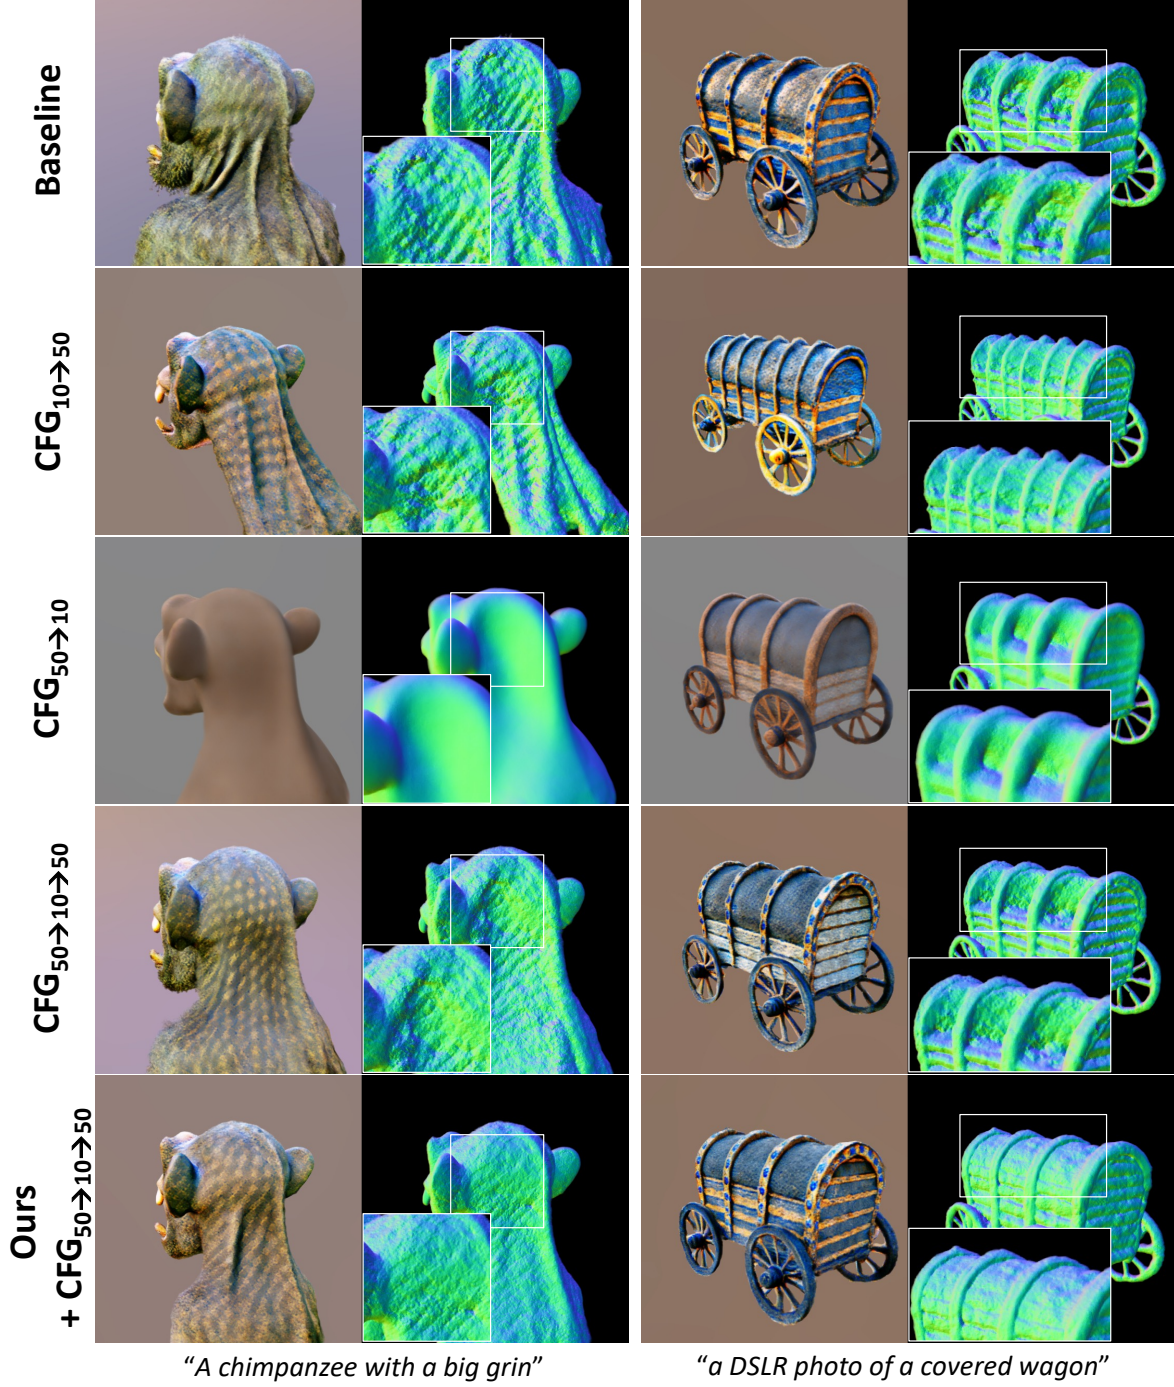 Baseline
CFG10→50
CFG50→10
CFG50→10→50
Ours
+ CFG50→10→50
“A chimpanzee with a big grin”
“a DSLR photo of a covered wagon”